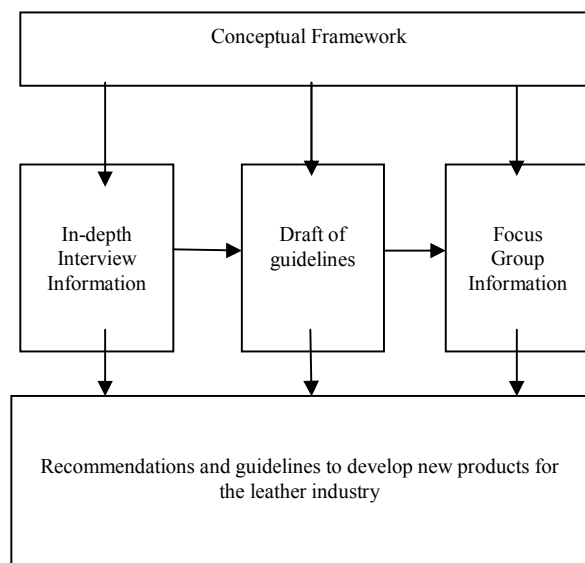 Conceptual Framework
In-depth
Interview
Information
Draft of
guidelines
Focus
Group
Information
Recommendations and guidelines to develop new products for
the leather industry